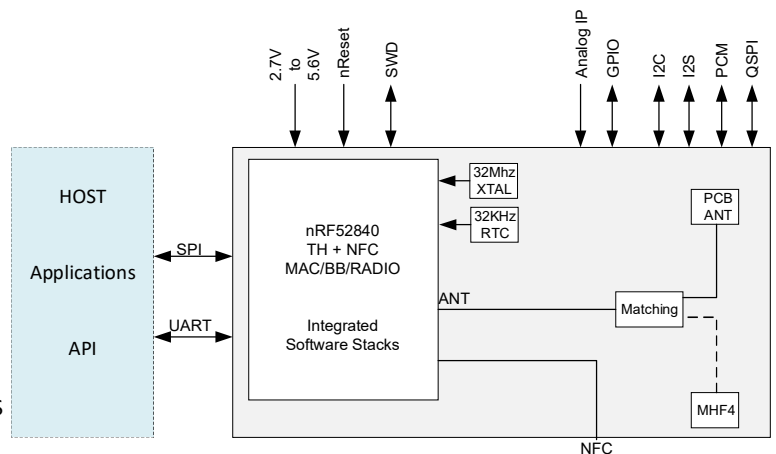 2.7V
to
5.6V
nReset
SWD
Analog IP
GPIO
I2C
I2S
PCM
QSPI
HOST
Applications
API
SPI
UART
nRF52840
TH + NFC
MAC/BB/RADIO
Integrated
Software Stacks
32Mhz
XTAL
32KHz
RTC
PCB
ANT
ANT
Matching
MHF4
NFC